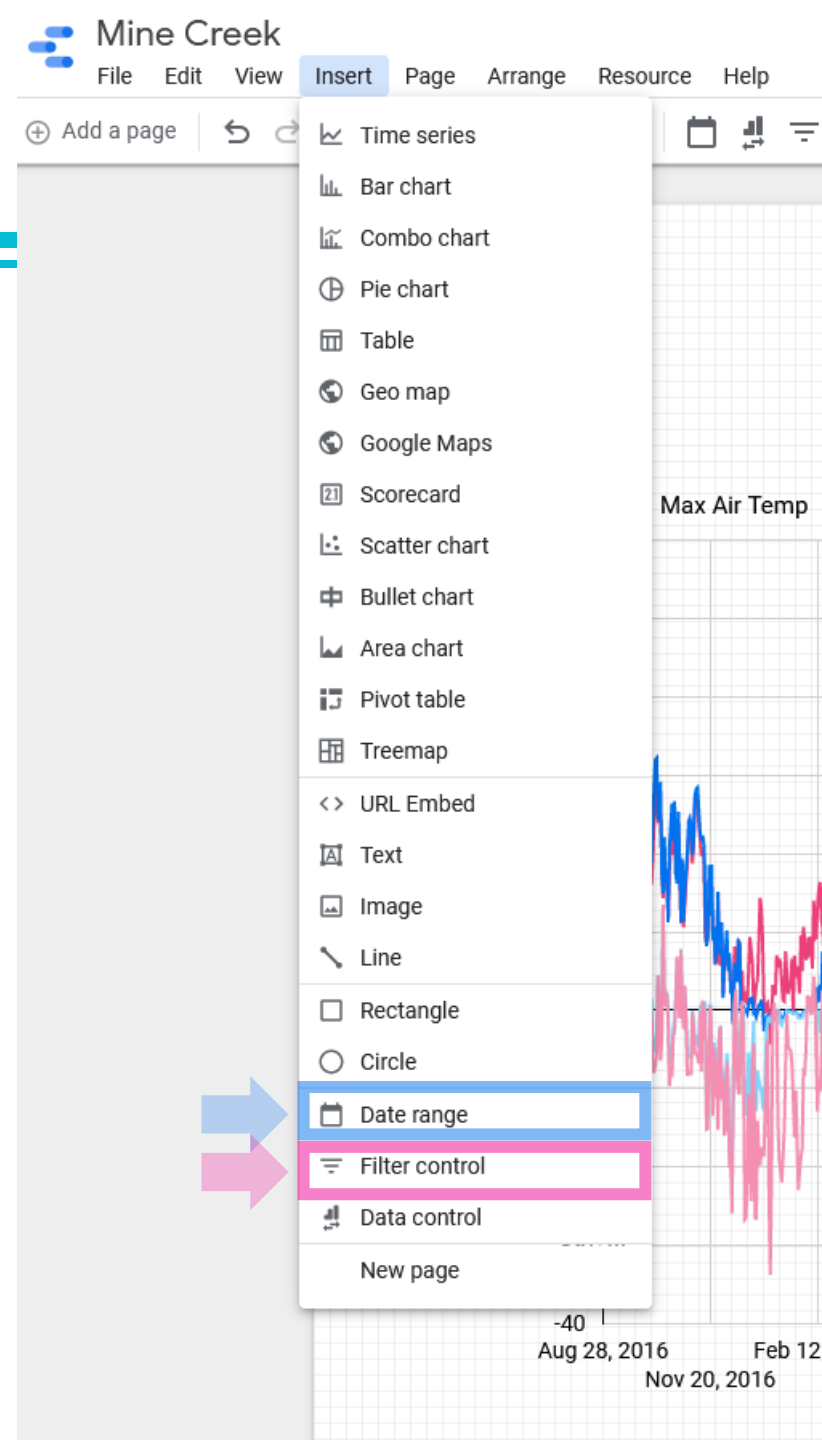 Mine Creek
File Edit View Insert Page Arrange Resource Help
Add a page
Time series
Bar chart
Combo chart
Pie chart
Table
Geo map
Google Maps
Scorecard
Scatter chart
Bullet chart
Area chart
Pivot table
Treemap
URL Embed
Text
Image
Line
Rectangle
Circle
Date range
Filter control
Data control
New page
Max Air Temp
-40
Aug 28, 2016
Feb 12
Nov 20, 2016